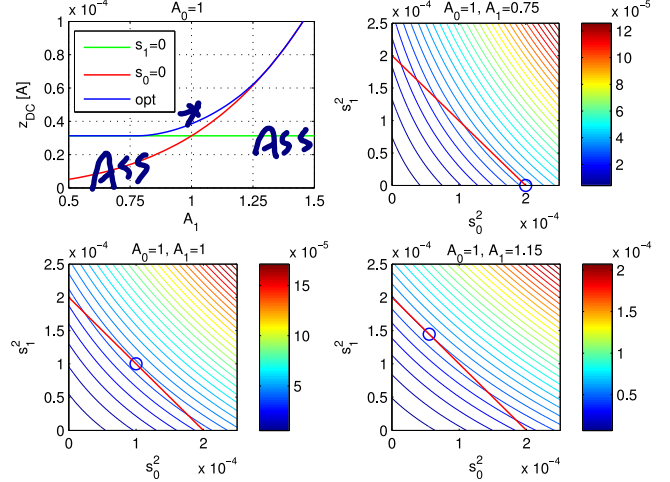 A₀=1
x 10⁻⁴
z_DC [A]
1
0.8
0.6
0.4
0.2
0
s₁=0
s₀=0
opt
*
Ass
Ass
0.5 0.75 1 1.25 1.5
A₁
A₀=1, A₁=0.75
x 10⁻⁴
s₁²
2.5
2
1.5
1
0.5
0
0 1 2
s₀² x 10⁻⁴
x 10⁻⁵
12
10
8
6
4
2
A₀=1, A₁=1
x 10⁻⁴
s₁²
2.5
2
1.5
1
0.5
0
0 1 2
s₀² x 10⁻⁴
x 10⁻⁵
15
10
5
A₀=1, A₁=1.15
x 10⁻⁴
s₁²
2.5
2
1.5
1
0.5
0
0 1 2
s₀² x 10⁻⁴
x 10⁻⁴
2
1.5
1
0.5